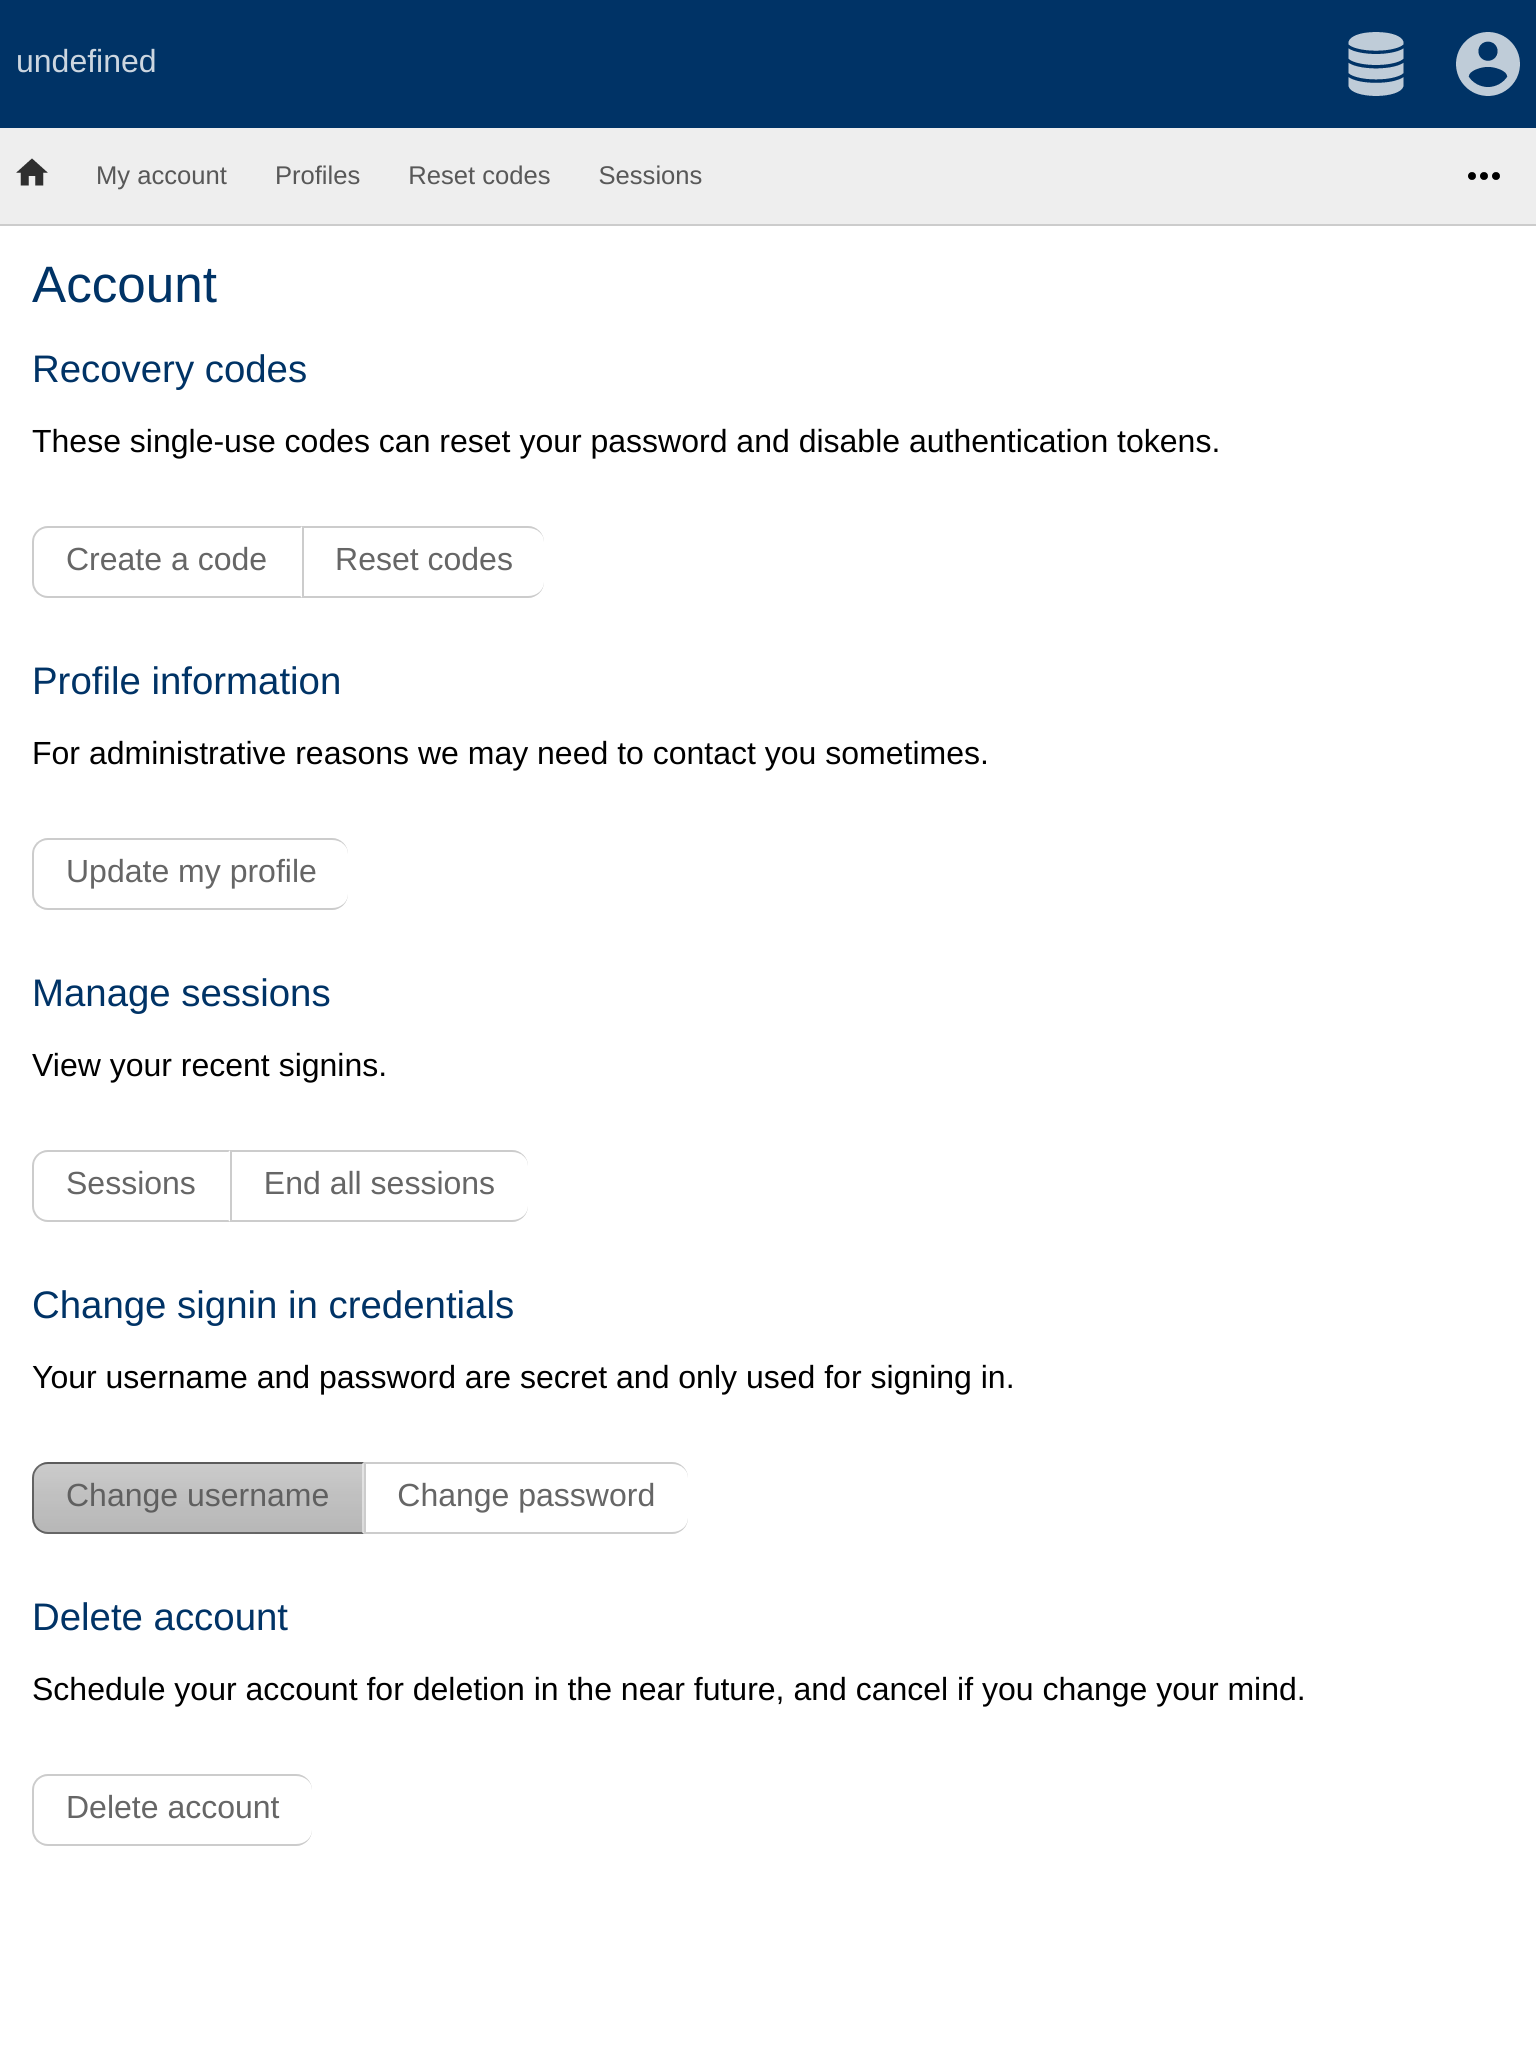 undefined
My account Profiles Reset codes Sessions
Account
Recovery codes
These single-use codes can reset your password and disable authentication tokens.
Create a code Reset codes
Profile information
For administrative reasons we may need to contact you sometimes.
Update my profile
Manage sessions
View your recent signins.
Sessions End all sessions
Change signin in credentials
Your username and password are secret and only used for signing in.
Change username Change password
Delete account
Schedule your account for deletion in the near future, and cancel if you change your mind.
Delete account